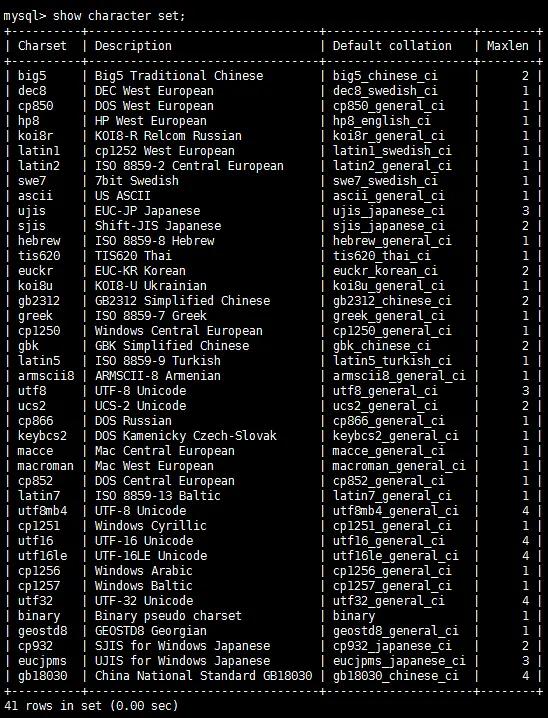 mysql> show character set;
+----------+---------------------------------+---------------------+--------+
| Charset | Description | Default collation | Maxlen |
+----------+---------------------------------+---------------------+--------+
| big5 | Big5 Traditional Chinese | big5_chinese_ci | 2 |
| dec8 | DEC West European | dec8_swedish_ci | 1 |
| cp850 | DOS West European | cp850_general_ci | 1 |
| hp8 | HP West European | hp8_english_ci | 1 |
| koi8r | KOI8-R Relcom Russian | koi8r_general_ci | 1 |
| latin1 | cp1252 West European | latin1_swedish_ci | 1 |
| latin2 | ISO 8859-2 Central European | latin2_general_ci | 1 |
| swe7 | 7bit Swedish | swe7_swedish_ci | 1 |
| ascii | US ASCII | ascii_general_ci | 1 |
| ujis | EUC-JP Japanese | ujis_japanese_ci | 3 |
| sjis | Shift-JIS Japanese | sjis_japanese_ci | 2 |
| hebrew | ISO 8859-8 Hebrew | hebrew_general_ci | 1 |
| tis620 | TIS620 Thai | tis620_thai_ci | 1 |
| euckr | EUC-KR Korean | euckr_korean_ci | 2 |
| koi8u | KOI8-U Ukrainian | koi8u_general_ci | 1 |
| gb2312 | GB2312 Simplified Chinese | gb2312_chinese_ci | 2 |
| greek | ISO 8859-7 Greek | greek_general_ci | 1 |
| cp1250 | Windows Central European | cp1250_general_ci | 1 |
| gbk | GBK Simplified Chinese | gbk_chinese_ci | 2 |
| latin5 | ISO 8859-9 Turkish | latin5_turkish_ci | 1 |
| armscii8 | ARMSCII-8 Armenian | armscii8_general_ci | 1 |
| utf8 | UTF-8 Unicode | utf8_general_ci | 3 |
| ucs2 | UCS-2 Unicode | ucs2_general_ci | 2 |
| cp866 | DOS Russian | cp866_general_ci | 1 |
| keybcs2 | DOS Kamenicky Czech-Slovak | keybcs2_general_ci | 1 |
| macce | Mac Central European | macce_general_ci | 1 |
| macroman | Mac West European | macroman_general_ci | 1 |
| cp852 | DOS Central European | cp852_general_ci | 1 |
| latin7 | ISO 8859-13 Baltic | latin7_general_ci | 1 |
| utf8mb4 | UTF-8 Unicode | utf8mb4_general_ci | 4 |
| cp1251 | Windows Cyrillic | cp1251_general_ci | 1 |
| utf16 | UTF-16 Unicode | utf16_general_ci | 4 |
| utf16le | UTF-16LE Unicode | utf16le_general_ci | 4 |
| cp1256 | Windows Arabic | cp1256_general_ci | 1 |
| cp1257 | Windows Baltic | cp1257_general_ci | 1 |
| utf32 | UTF-32 Unicode | utf32_general_ci | 4 |
| binary | Binary pseudo charset | binary | 1 |
| geostd8 | GEOSTD8 Georgian | geostd8_general_ci | 1 |
| cp932 | SJIS for Windows Japanese | cp932_japanese_ci | 2 |
| eucjpms | UJIS for Windows Japanese | eucjpms_japanese_ci | 3 |
| gb18030 | China National Standard GB18030 | gb18030_chinese_ci | 4 |
+----------+---------------------------------+---------------------+--------+
41 rows in set (0.00 sec)